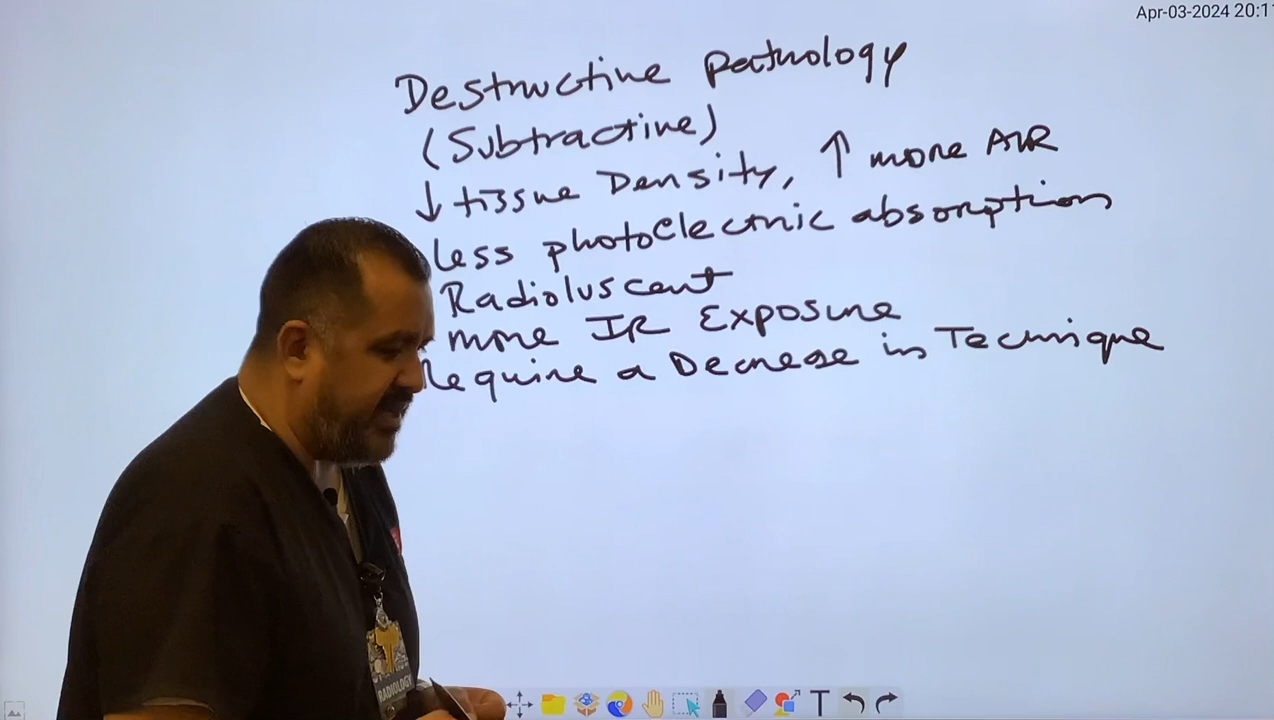 Apr-03-2024 20:1
Destructive pathology
(Subtractive)
↓ tissue Density, ↑ more AIR
less photoelectric absorption
Radioluscent
more IR Exposure
Require a Decrease in Technique
RADIOLOGY
T